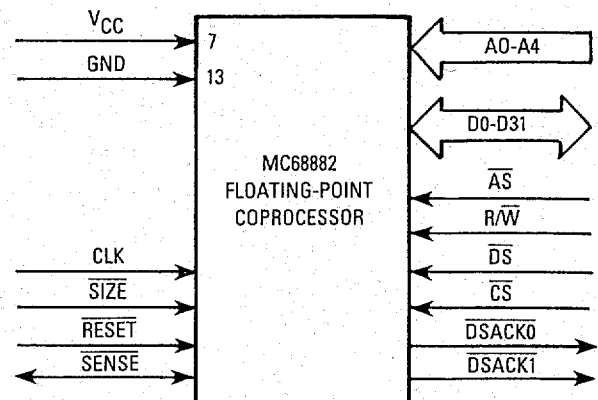 VCC
7
GND
13
A0-A4
D0-D31
MC68882
FLOATING-POINT
COPROCESSOR
AS
R/W
DS
CS
CLK
SIZE
RESET
SENSE
DSACK0
DSACK1